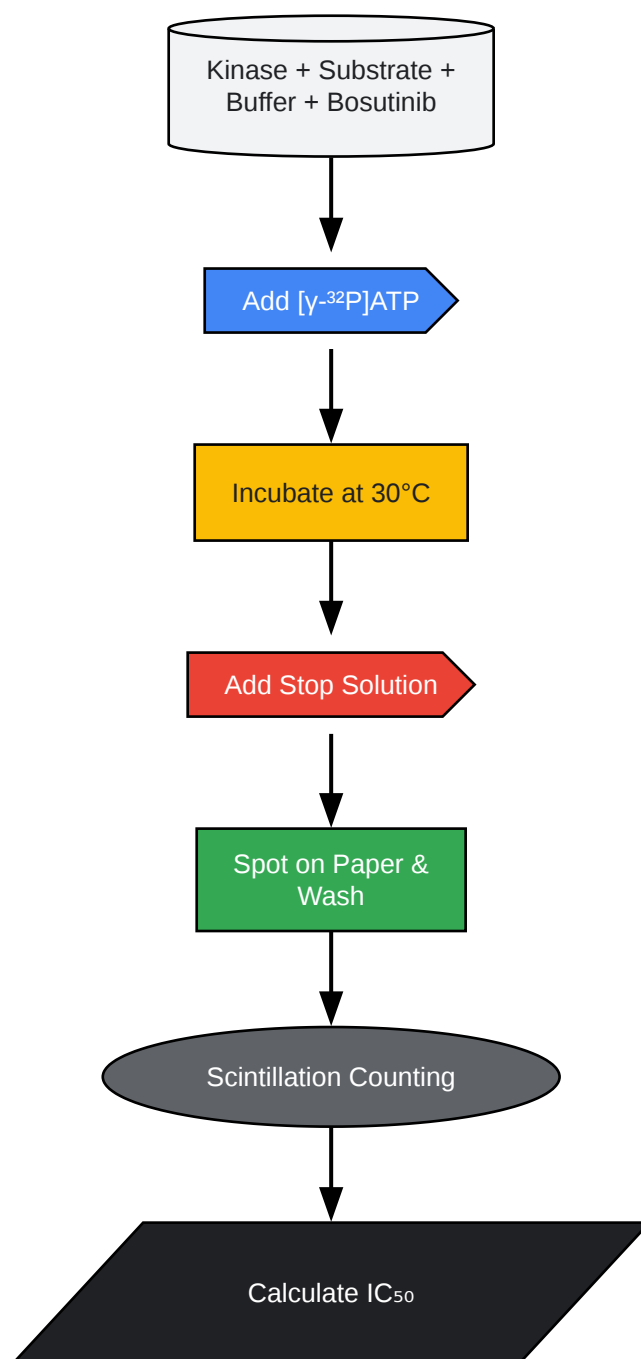 Kinase + Substrate +
Buffer + Bosutinib
Add [γ-³²P]ATP
Incubate at 30°C
Add Stop Solution
Spot on Paper &
Wash
Scintillation Counting
Calculate IC₅₀